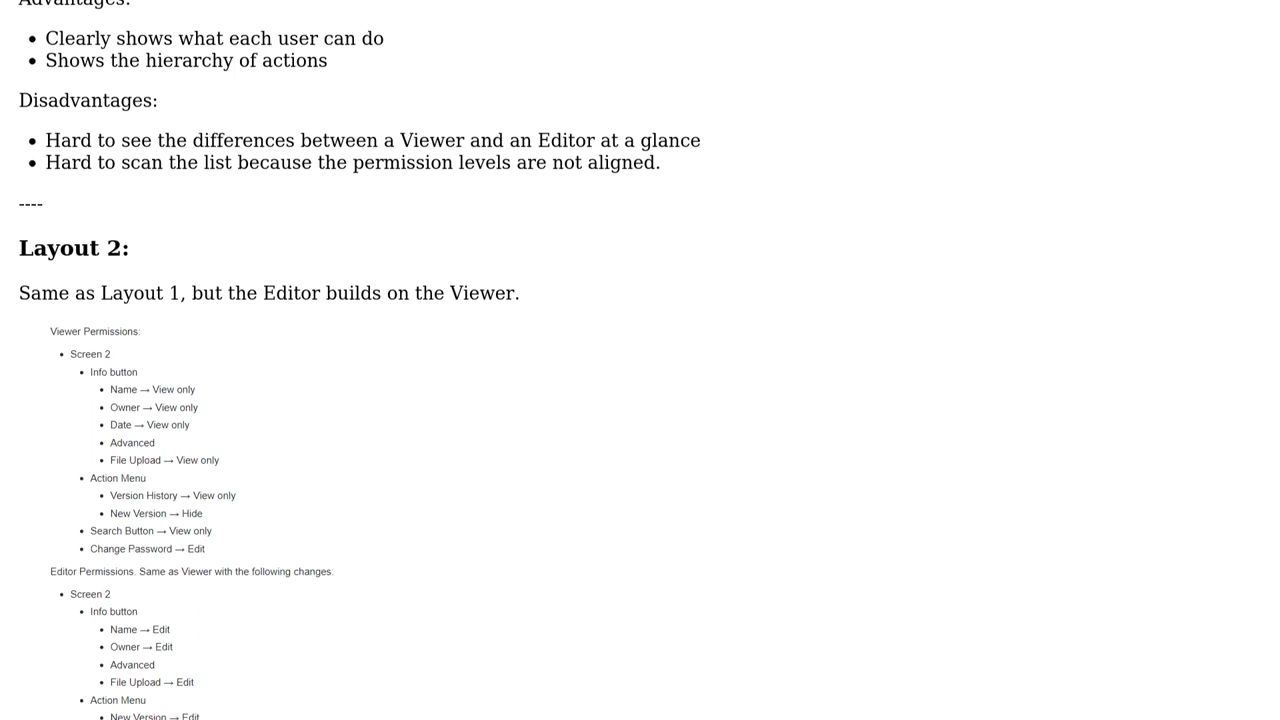 Advantages:
• Clearly shows what each user can do
• Shows the hierarchy of actions
Disadvantages:
• Hard to see the differences between a Viewer and an Editor at a glance
• Hard to scan the list because the permission levels are not aligned.
----
Layout 2:
Same as Layout 1, but the Editor builds on the Viewer.
Viewer Permissions:
• Screen 2
• Info button
• Name → View only
• Owner → View only
• Date → View only
• Advanced
• File Upload → View only
• Action Menu
• Version History → View only
• New Version → Hide
• Search Button → View only
• Change Password → Edit
Editor Permissions. Same as Viewer with the following changes:
• Screen 2
• Info button
• Name → Edit
• Owner → Edit
• Advanced
• File Upload → Edit
• Action Menu
• New Version → Edit